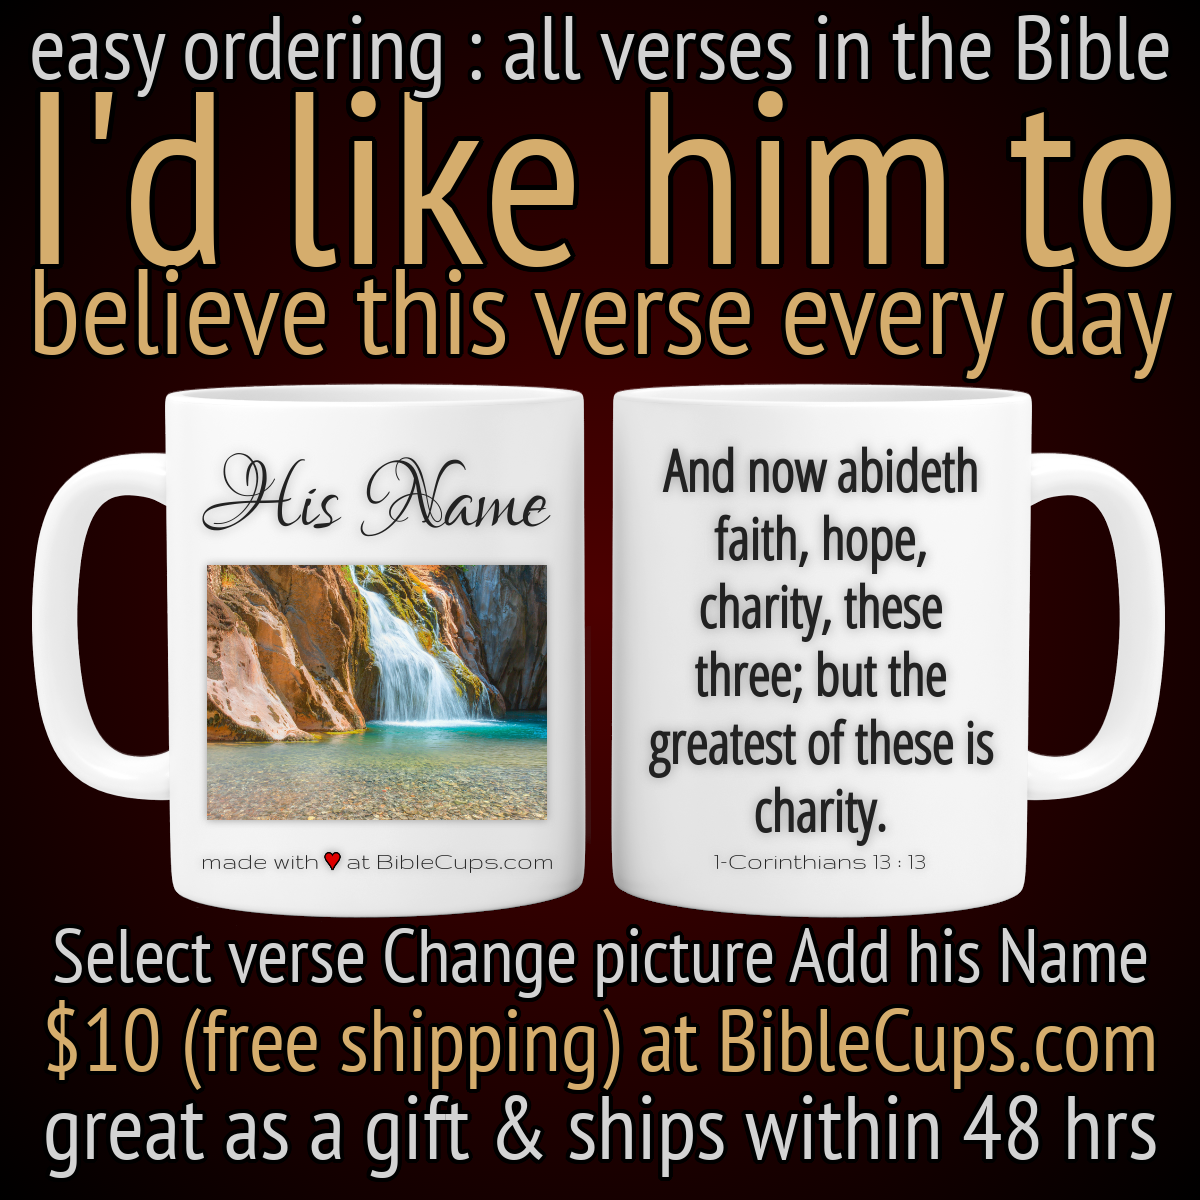 easy ordering : all verses in the Bible
I'd like him to
believe this verse every day
His Name
made with ❤ at BibleCups.com
And now abideth
faith, hope,
charity, these
three; but the
greatest of these is
charity.
1-Corinthians 13 : 13
Select verse Change picture Add his Name
$10 (free shipping) at BibleCups.com
great as a gift & ships within 48 hrs